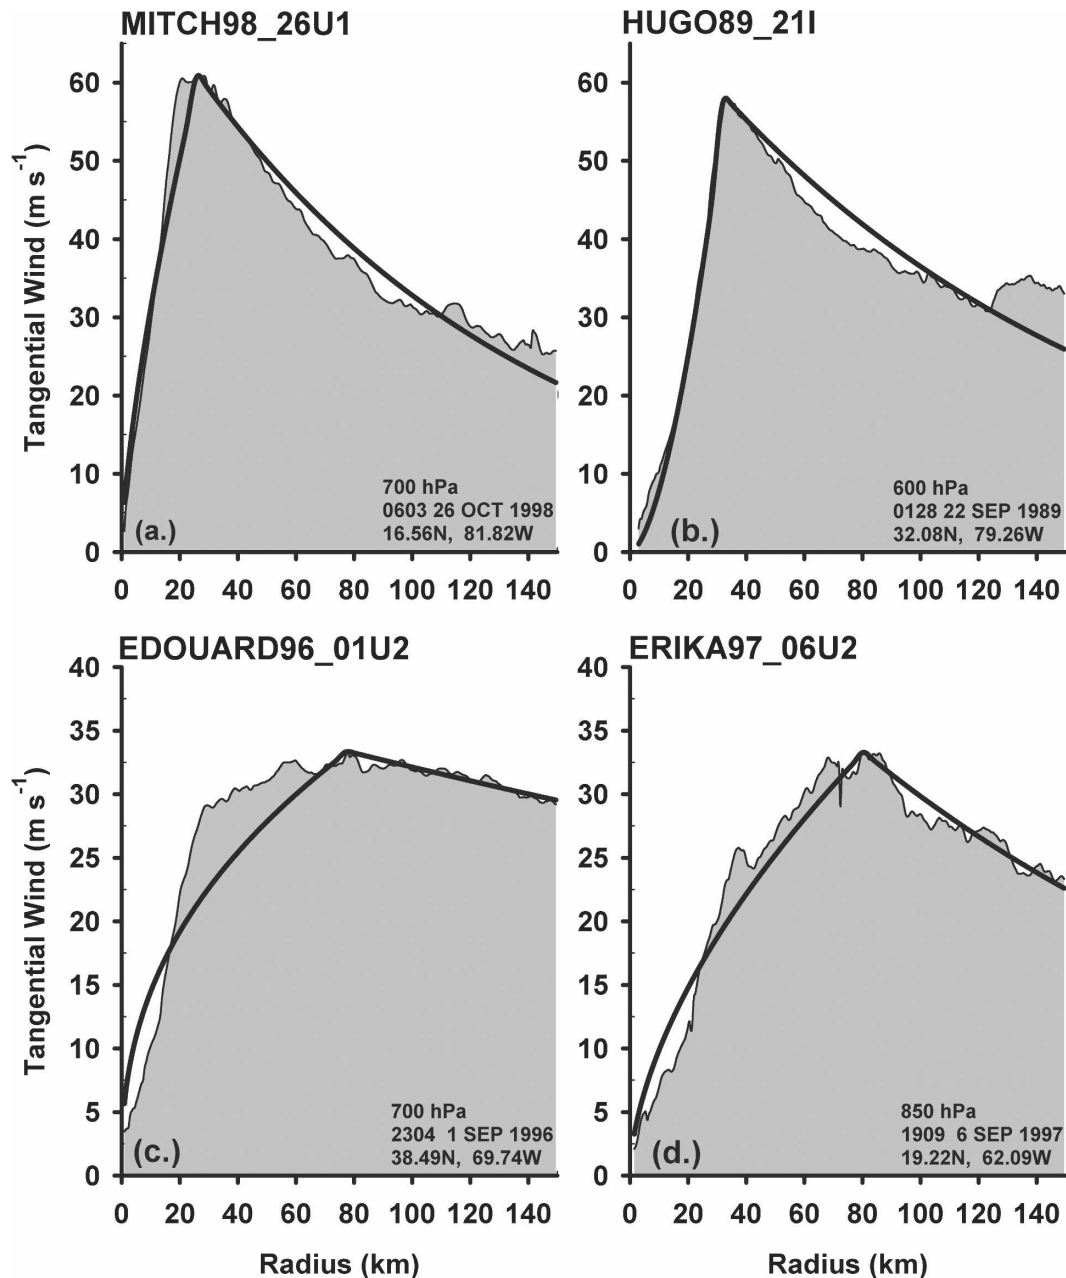 MITCH98_26U1
HUGO89_21I
Tangential Wind (m s-1)
60
50
40
30
20
10
0
700 hPa
0603 26 OCT 1998
16.56N, 81.82W
(a.)
0 20 40 60 80 100 120 140
60
50
40
30
20
10
0
600 hPa
0128 22 SEP 1989
32.08N, 79.26W
(b.)
0 20 40 60 80 100 120 140
EDOUARD96_01U2
ERIKA97_06U2
Tangential Wind (m s-1)
40
35
30
25
20
15
10
5
0
700 hPa
2304 1 SEP 1996
38.49N, 69.74W
(c.)
0 20 40 60 80 100 120 140
Radius (km)
40
35
30
25
20
15
10
5
0
850 hPa
1909 6 SEP 1997
19.22N, 62.09W
(d.)
0 20 40 60 80 100 120 140
Radius (km)